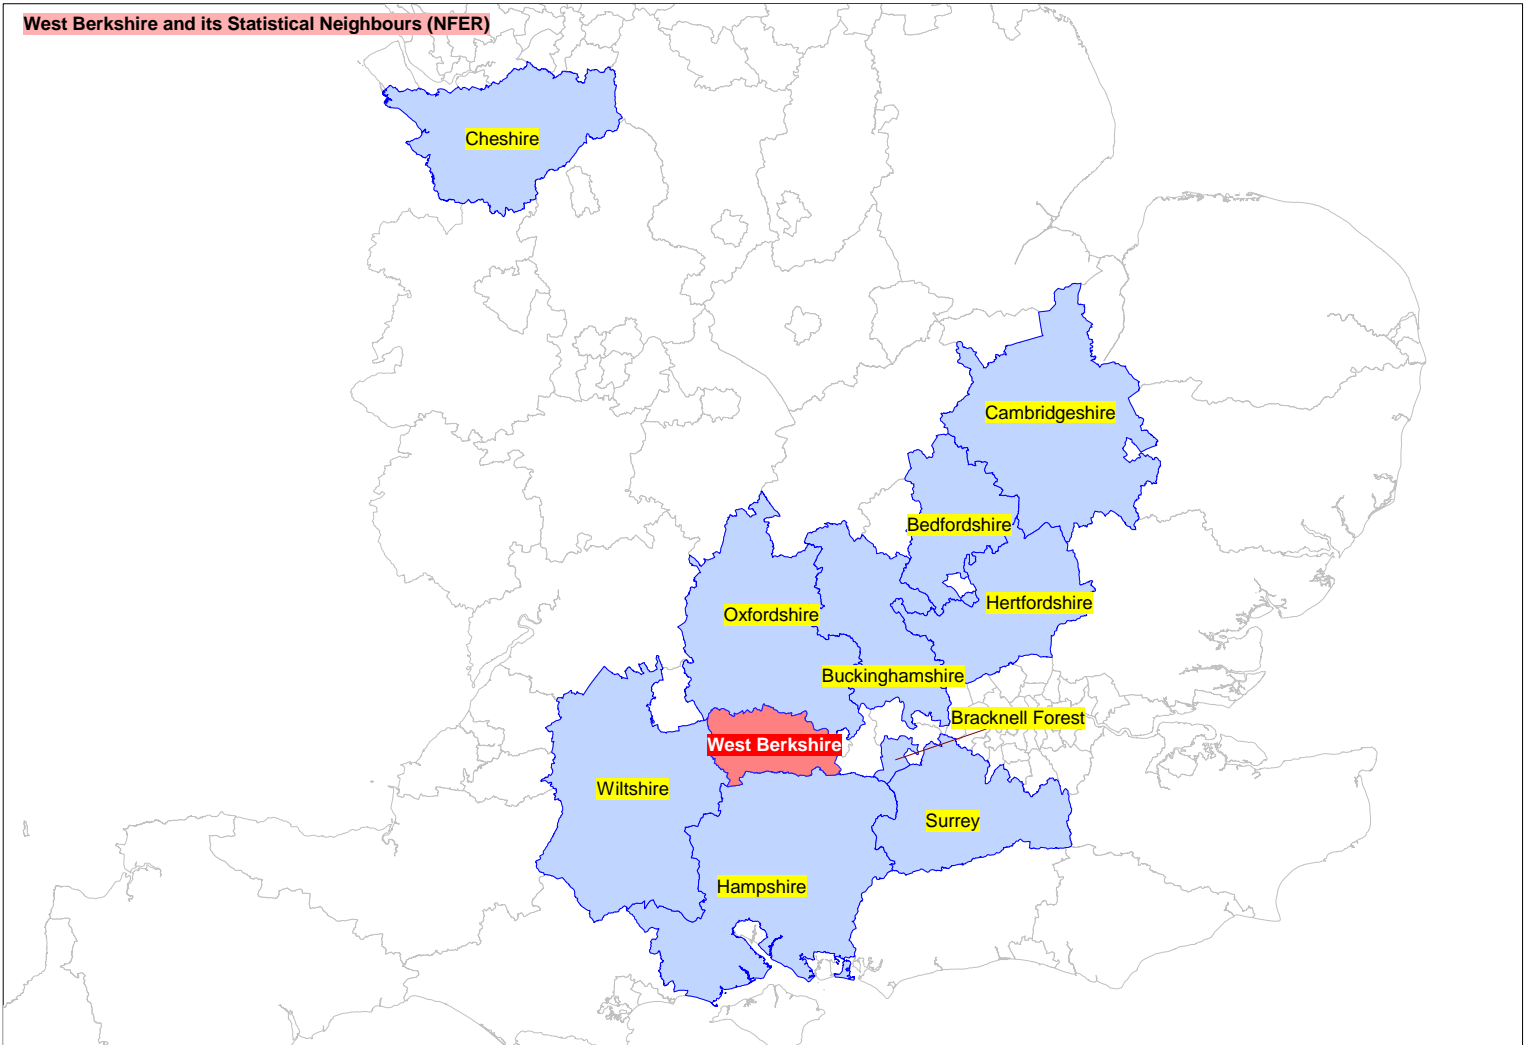 West Berkshire and its Statistical Neighbours (NFER)
Cheshire
Cambridgeshire
Bedfordshire
Hertfordshire
Oxfordshire
Buckinghamshire
Bracknell Forest
West Berkshire
Wiltshire
Surrey
Hampshire